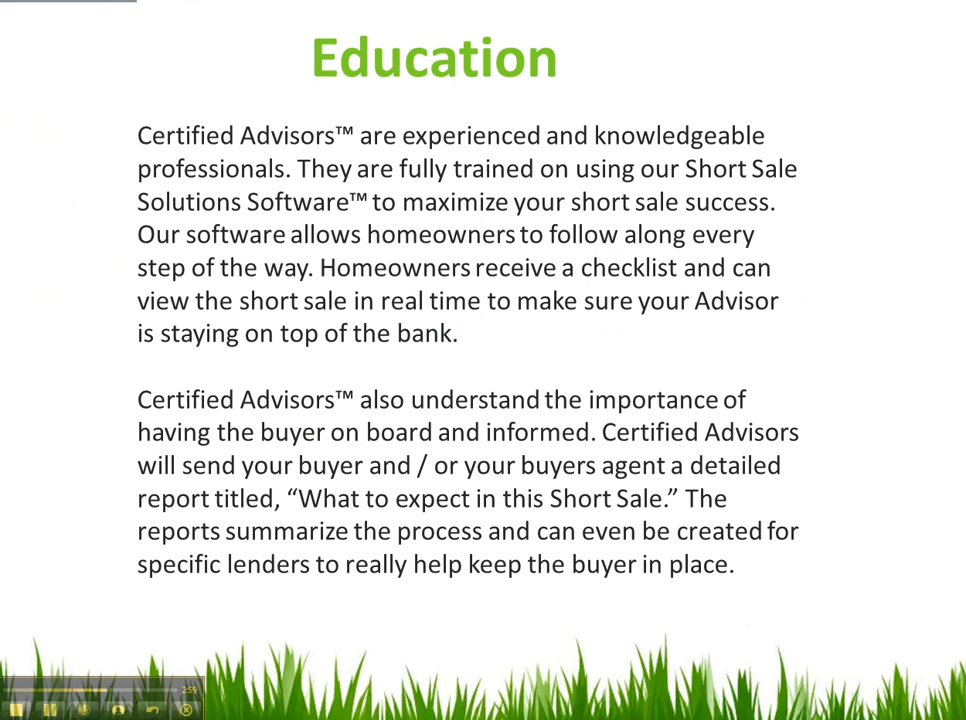 Education
Certified Advisors™ are experienced and knowledgeable
professionals. They are fully trained on using our Short Sale
Solutions Software™ to maximize your short sale success.
Our software allows homeowners to follow along every
step of the way. Homeowners receive a checklist and can
view the short sale in real time to make sure your Advisor
is staying on top of the bank.
Certified Advisors™ also understand the importance of
having the buyer on board and informed. Certified Advisors
will send your buyer and / or your buyers agent a detailed
report titled, “What to expect in this Short Sale.” The
reports summarize the process and can even be created for
specific lenders to really help keep the buyer in place.
2:59